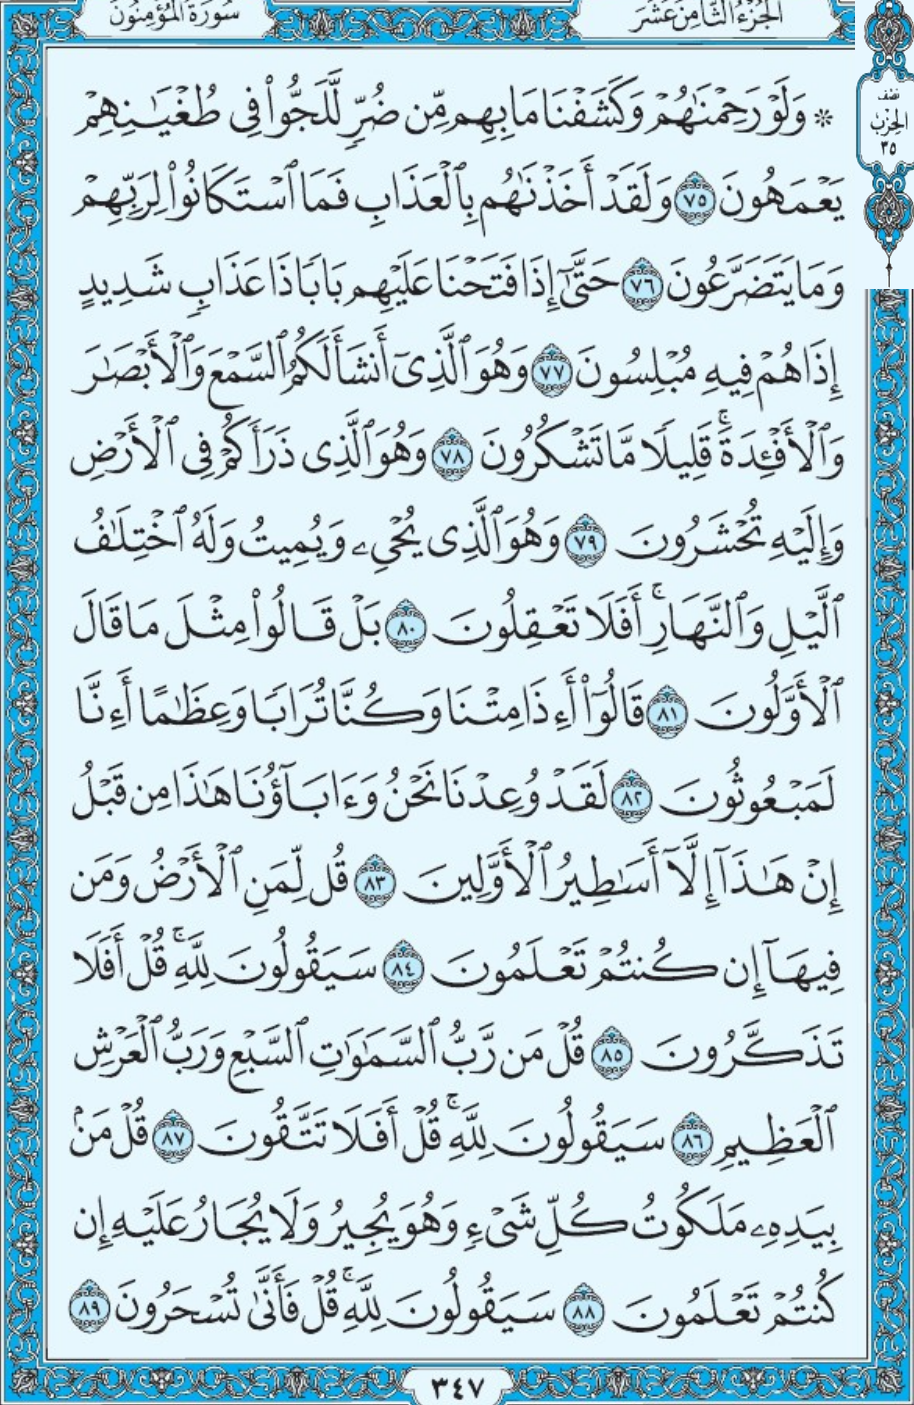 الجُزْءُ الثَّامِنَ عَشَرَ
سُورَةُ المُؤْمِنُونَ
نصف
الحِزْب
٣٥
۞ وَلَوْ رَحِمْنَٰهُمْ وَكَشَفْنَا مَا بِهِم مِّن ضُرٍّ لَّلَجُّواْ فِى طُغْيَٰنِهِمْ
يَعْمَهُونَ ٧٥ وَلَقَدْ أَخَذْنَٰهُم بِٱلْعَذَابِ فَمَا ٱسْتَكَانُواْ لِرَبِّهِمْ
وَمَا يَتَضَرَّعُونَ ٧٦ حَتَّىٰٓ إِذَا فَتَحْنَا عَلَيْهِم بَابًا ذَا عَذَابٍ شَدِيدٍ
إِذَا هُمْ فِيهِ مُبْلِسُونَ ٧٧ وَهُوَ ٱلَّذِىٓ أَنشَأَ لَكُمُ ٱلسَّمْعَ وَٱلْأَبْصَٰرَ
وَٱلْأَفْـِٔدَةَۚ قَلِيلًا مَّا تَشْكُرُونَ ٧٨ وَهُوَ ٱلَّذِى ذَرَأَكُمْ فِى ٱلْأَرْضِ
وَإِلَيْهِ تُحْشَرُونَ ٧٩ وَهُوَ ٱلَّذِى يُحْىِۦ وَيُمِيتُ وَلَهُ ٱخْتِلَٰفُ
ٱلَّيْلِ وَٱلنَّهَارِۚ أَفَلَا تَعْقِلُونَ ٨٠ بَلْ قَالُواْ مِثْلَ مَا قَالَ
ٱلْأَوَّلُونَ ٨١ قَالُوٓاْ أَءِذَا مِتْنَا وَكُنَّا تُرَابًا وَعِظَٰمًا أَءِنَّا
لَمَبْعُوثُونَ ٨٢ لَقَدْ وُعِدْنَا نَحْنُ وَءَابَآؤُنَا هَٰذَا مِن قَبْلُ
إِنْ هَٰذَآ إِلَّآ أَسَٰطِيرُ ٱلْأَوَّلِينَ ٨٣ قُل لِّمَنِ ٱلْأَرْضُ وَمَن
فِيهَآ إِن كُنتُمْ تَعْلَمُونَ ٨٤ سَيَقُولُونَ لِلَّهِۚ قُلْ أَفَلَا
تَذَكَّرُونَ ٨٥ قُلْ مَن رَّبُّ ٱلسَّمَٰوَٰتِ ٱلسَّبْعِ وَرَبُّ ٱلْعَرْشِ
ٱلْعَظِيمِ ٨٦ سَيَقُولُونَ لِلَّهِۚ قُلْ أَفَلَا تَتَّقُونَ ٨٧ قُلْ مَنۢ
بِيَدِهِۦ مَلَكُوتُ كُلِّ شَىْءٍ وَهُوَ يُجِيرُ وَلَا يُجَارُ عَلَيْهِ إِن
كُنتُمْ تَعْلَمُونَ ٨٨ سَيَقُولُونَ لِلَّهِۚ قُلْ فَأَنَّىٰ تُسْحَرُونَ ٨٩
٣٤٧